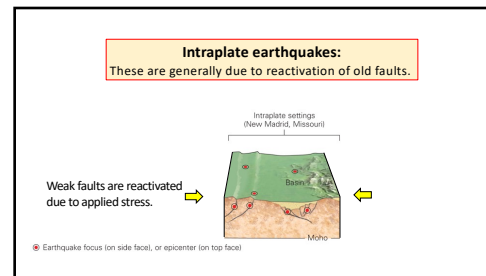 Intraplate earthquakes:
These are generally due to reactivation of old faults.
Intraplate settings
(New Madrid, Missouri)
Basin
Weak faults are reactivated
due to applied stress.
Moho
Earthquake focus (on side face), or epicenter (on top face)